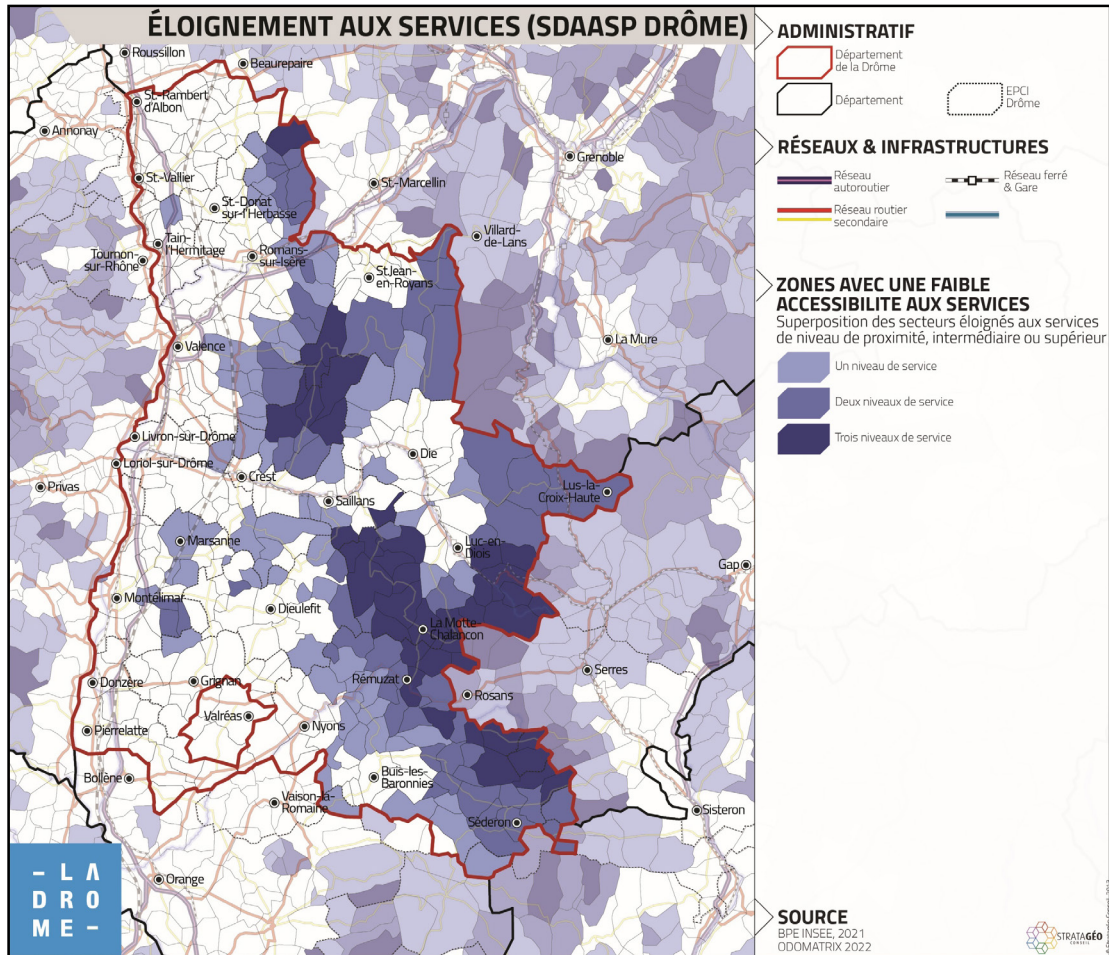 ÉLOIGNEMENT AUX SERVICES (SDAASP DRÔME)
Roussillon
Beaurepaire
St.-Rambert
d'Albon
Annonay
Grenoble
St.-Vallier
St.-Marcellin
St.-Donat
sur-l'Herbasse
Villard-
de-Lans
Tain-
l'Hermitage
Tournon-
sur-Rhône
Romans-
sur-Isère
St.Jean-
en-Royans
La Mure
Valence
Livron-sur-Drôme
Die
Loriol-sur-Drôme
Crest
Privas
Lus-la-
Croix-Haute
Saillans
Marsanne
Luc-en-
Diois
Gap
Montélimar
Dieulefit
La Motte-
Chalancon
Serres
Donzère
Grignan
Rémuzat
Rosans
Valréas
Nyons
Pierrelatte
Bollène
Buis-les-
Baronnies
Vaison-la-
Romaine
Séderon
Sisteron
Orange
- LA
DRO
ME -
ADMINISTRATIF
Département
de la Drôme
Département
EPCI
Drôme
RÉSEAUX & INFRASTRUCTURES
Réseau
autoroutier
Réseau ferré
& Gare
Réseau routier
secondaire
ZONES AVEC UNE FAIBLE
ACCESSIBILITE AUX SERVICES
Superposition des secteurs éloignés aux services
de niveau de proximité, intermédiaire ou supérieur
Un niveau de service
Deux niveaux de service
Trois niveaux de service
SOURCE
BPE INSEE, 2021
ODOMATRIX 2022
STRATAGÉO
CONSEIL